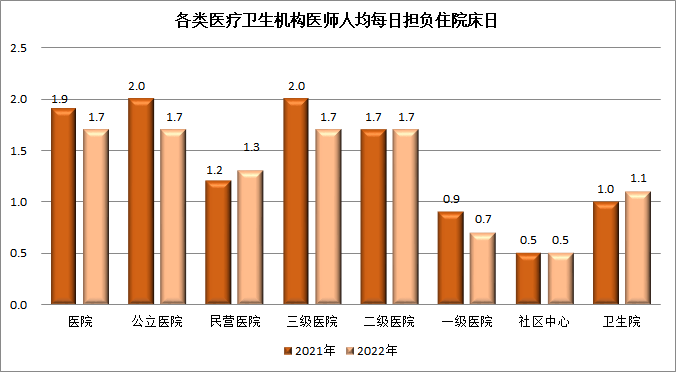 各类医疗卫生机构医师人均每日担负住院床日
2.5
2.0
1.5
1.0
0.5
0.0
1.9 1.7 2.0 1.7 1.2 1.3 2.0 1.7 1.7 1.7 0.9 0.7 0.5 0.5 1.0 1.1
医院 公立医院 民营医院 三级医院 二级医院 一级医院 社区中心 卫生院
2021年 2022年